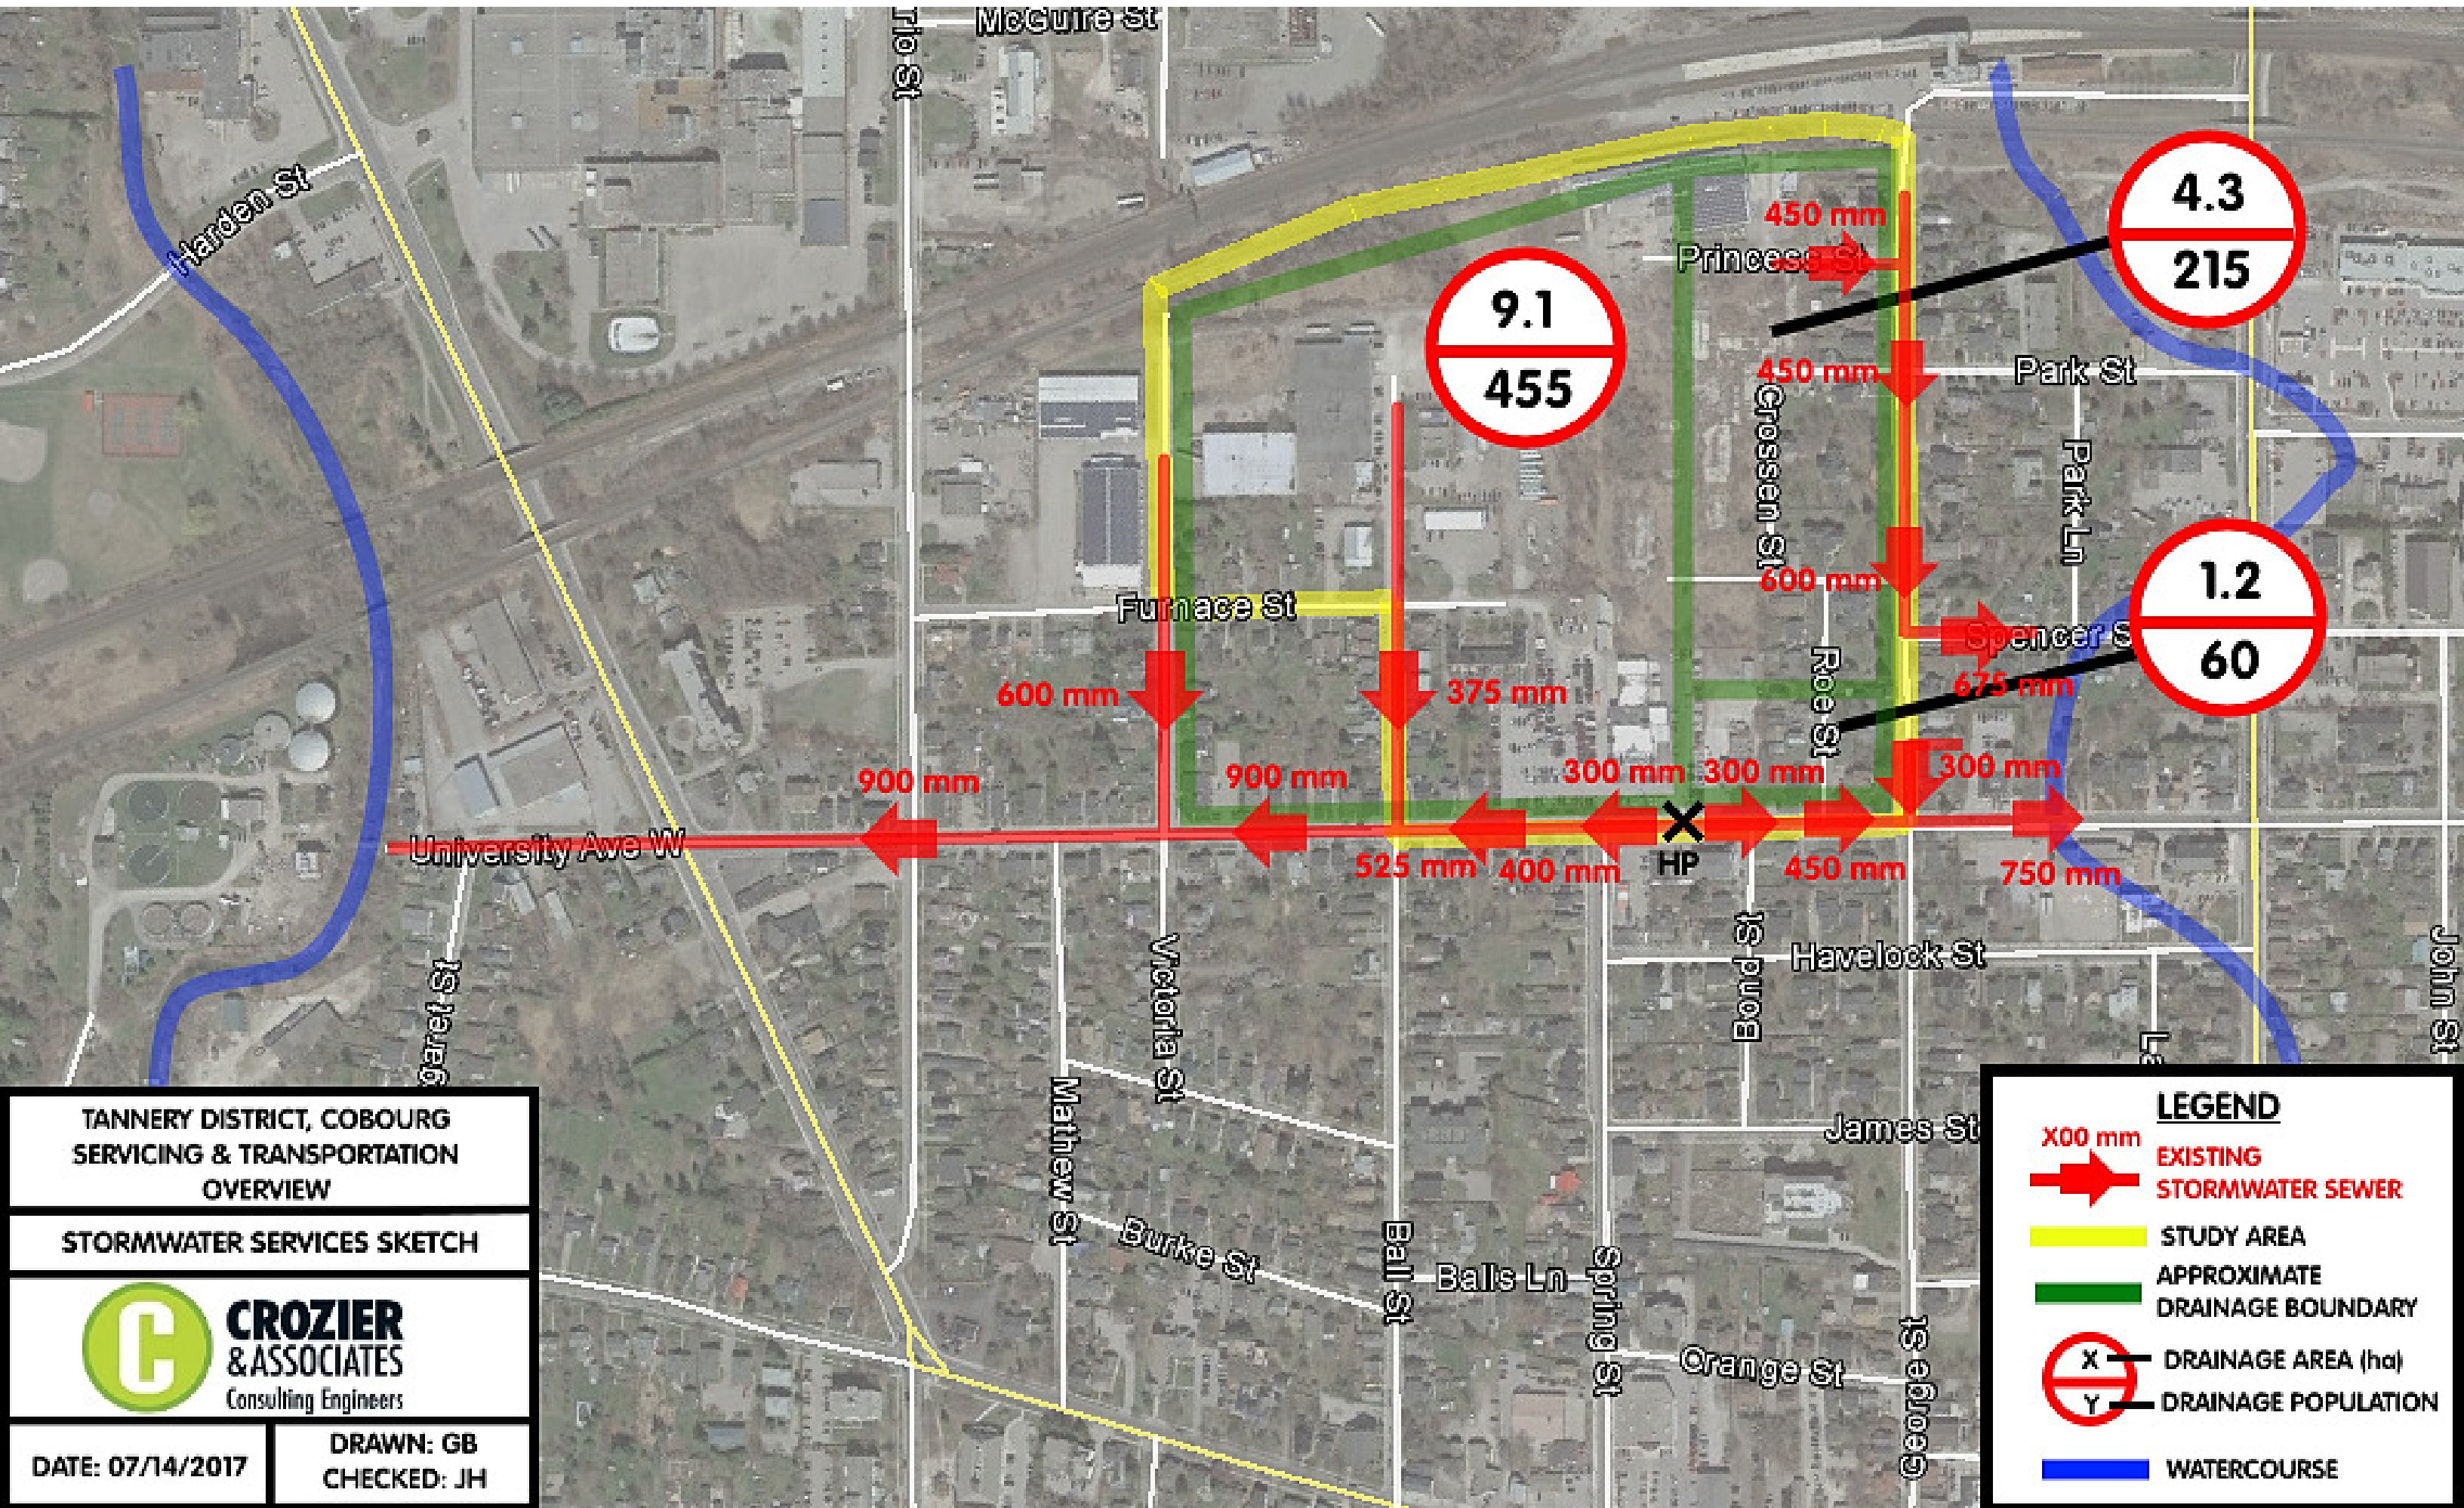 McGuire St
rio St
Harden St
4.3
215
450 mm
Princess St
9.1
455
450 mm
Park St
Crossen St
Park Ln
600 mm
1.2
60
Furnace St
Spencer S
Roe St
600 mm
375 mm
675 mm
900 mm
900 mm
300 mm
300 mm
300 mm
University Ave W
525 mm
400 mm
HP
450 mm
750 mm
Bond St
Havelock St
John St
garet St
Victoria St
La
Mathew St
James St
Burke St
Ball St
Balls Ln
Spring St
Orange St
George St
TANNERY DISTRICT, COBOURG
SERVICING & TRANSPORTATION
OVERVIEW
STORMWATER SERVICES SKETCH
C
CROZIER
& ASSOCIATES
Consulting Engineers
DATE: 07/14/2017
DRAWN: GB
CHECKED: JH
LEGEND
X00 mm
EXISTING
STORMWATER SEWER
STUDY AREA
APPROXIMATE
DRAINAGE BOUNDARY
X
DRAINAGE AREA (ha)
Y
DRAINAGE POPULATION
WATERCOURSE